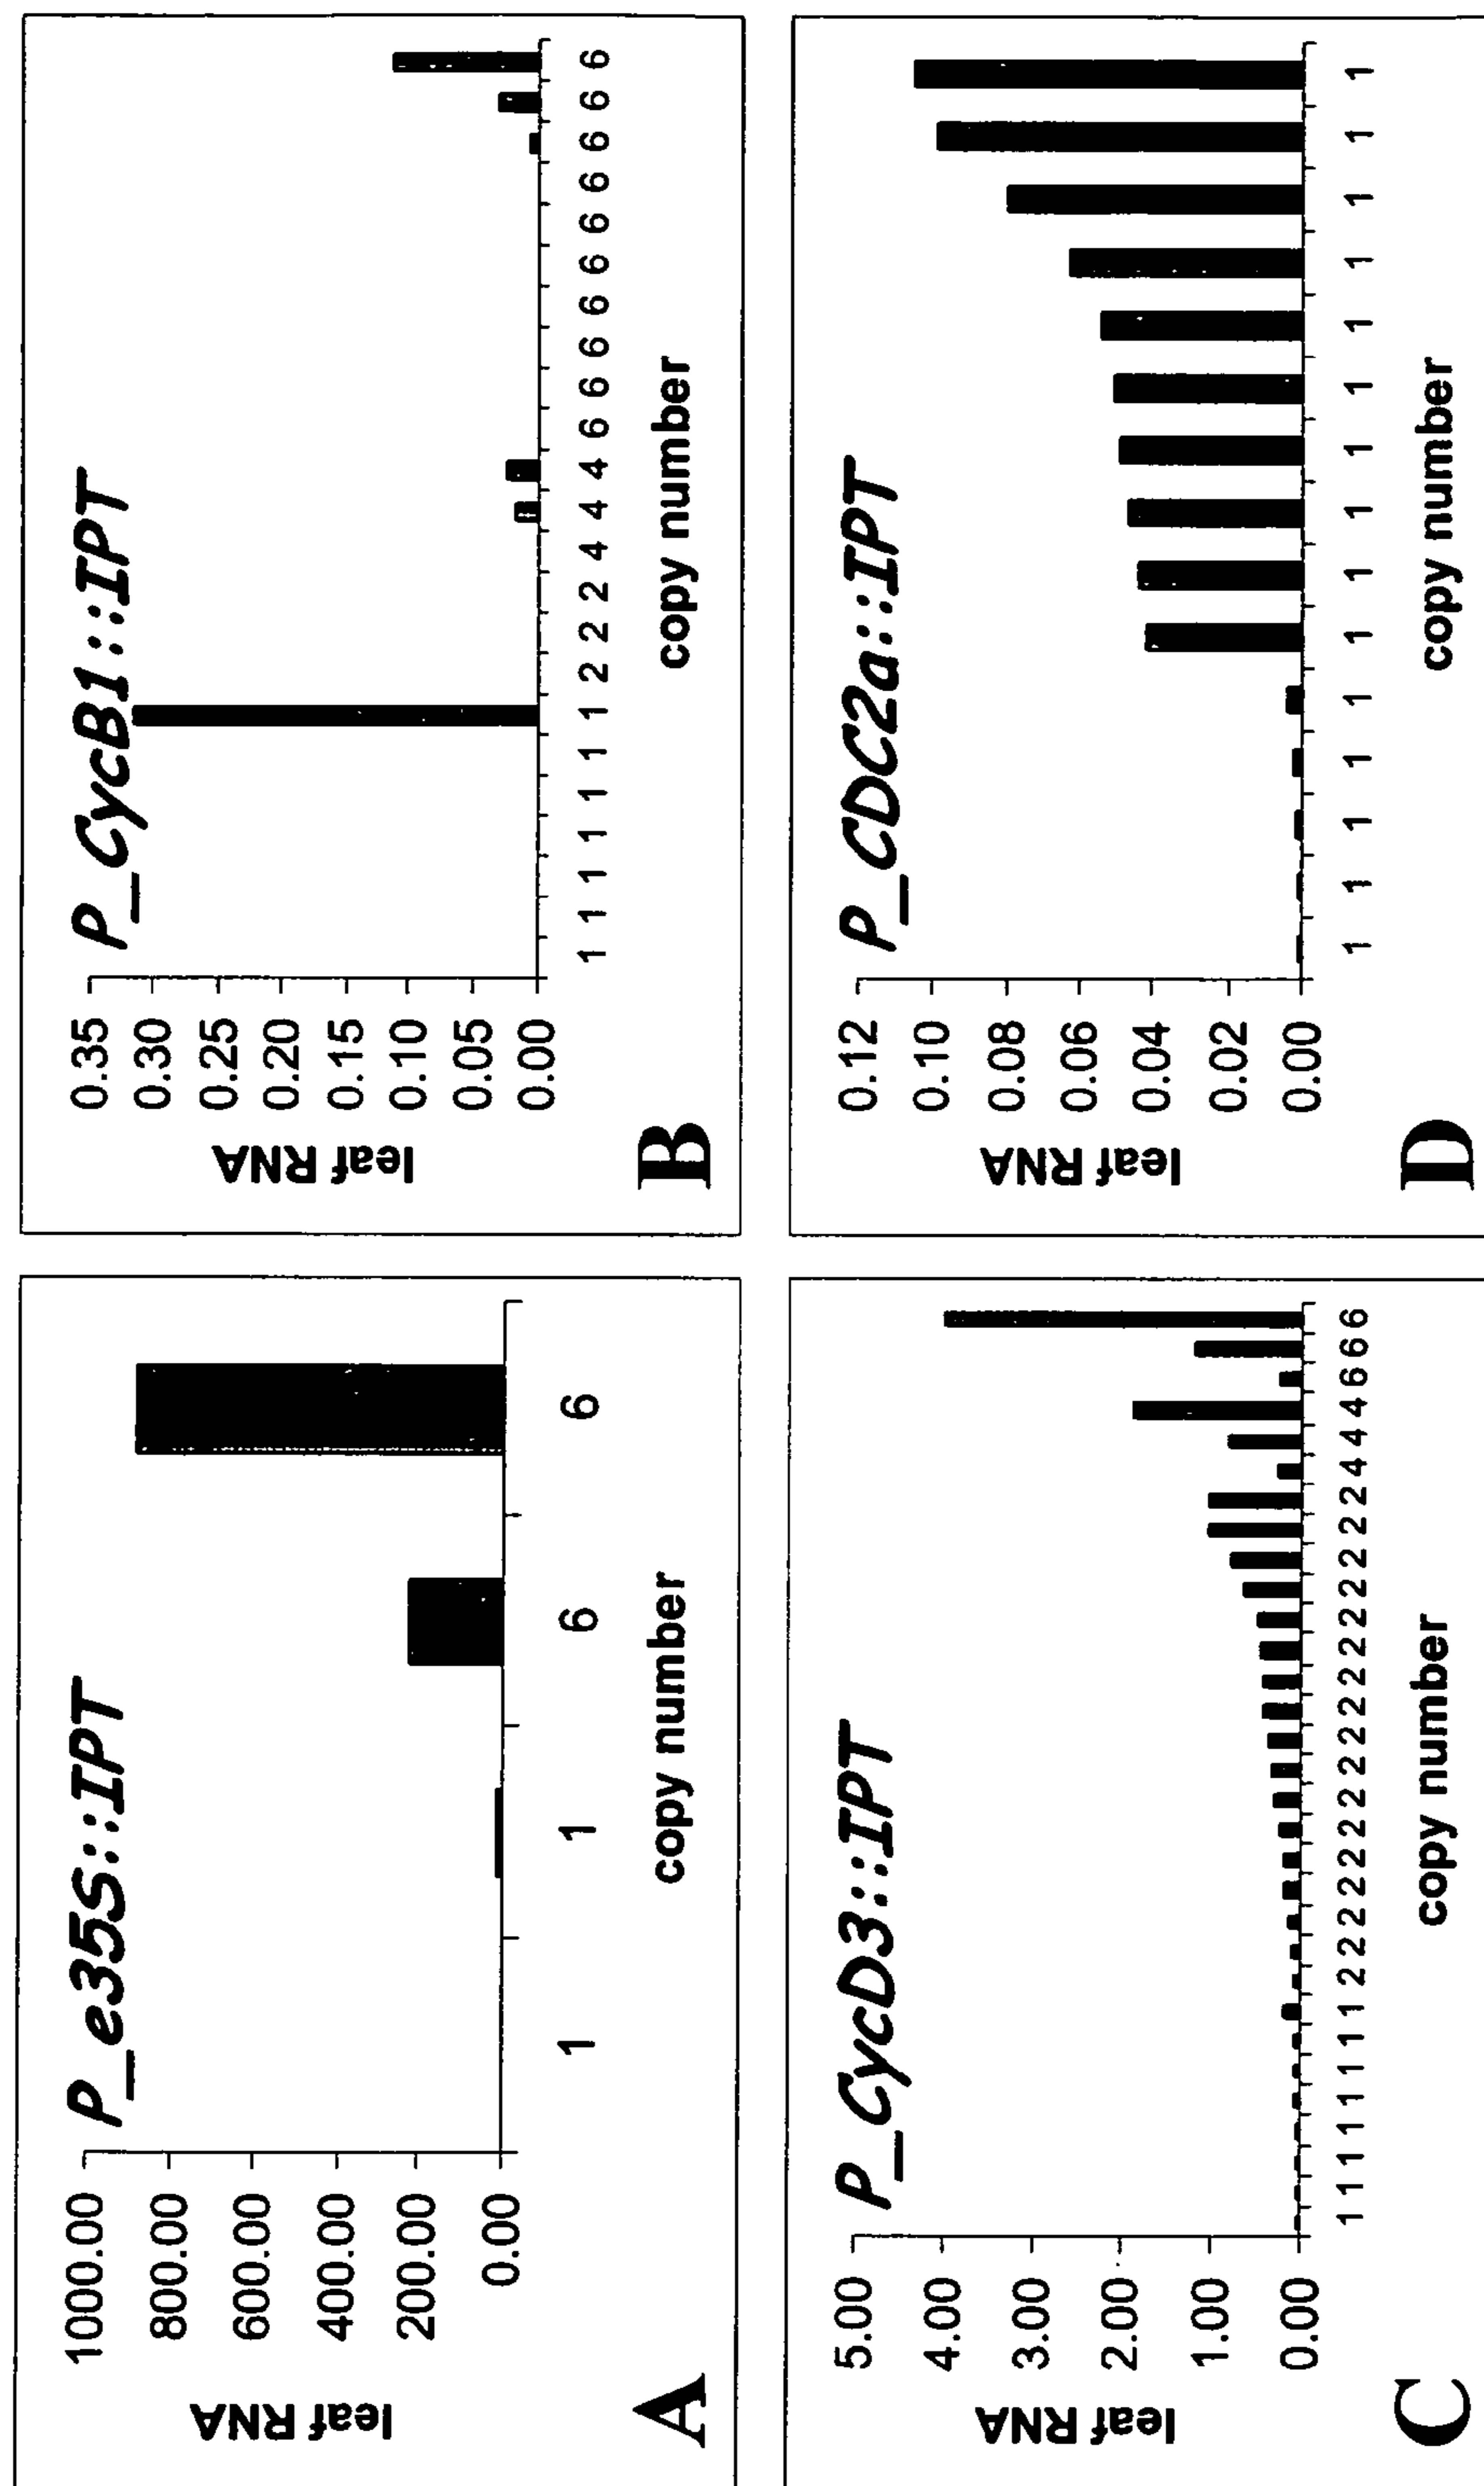 P_e35S::IPT
1000.00
800.00
600.00
400.00
200.00
0.00
leaf RNA
1 1 6 6
copy number
A
P_CycB1::IPT
0.35
0.30
0.25
0.20
0.15
0.10
0.05
0.00
leaf RNA
1 1 1 1 1 1 1 2 2 2 4 4 4 6 6 6 6 6 6 6 6 6 6
copy number
B
P_CycD3::IPT
5.00
4.00
3.00
2.00
1.00
0.00
leaf RNA
1 1 1 1 1 1 1 1 2 2 2 2 2 2 2 2 2 2 2 2 2 2 2 2 2 4 4 4 6 6 6
copy number
C
P_CDC2a::IPT
0.12
0.10
0.08
0.06
0.04
0.02
0.00
leaf RNA
1 1 1 1 1 1 1 1 1 1 1 1 1 1 1
copy number
D